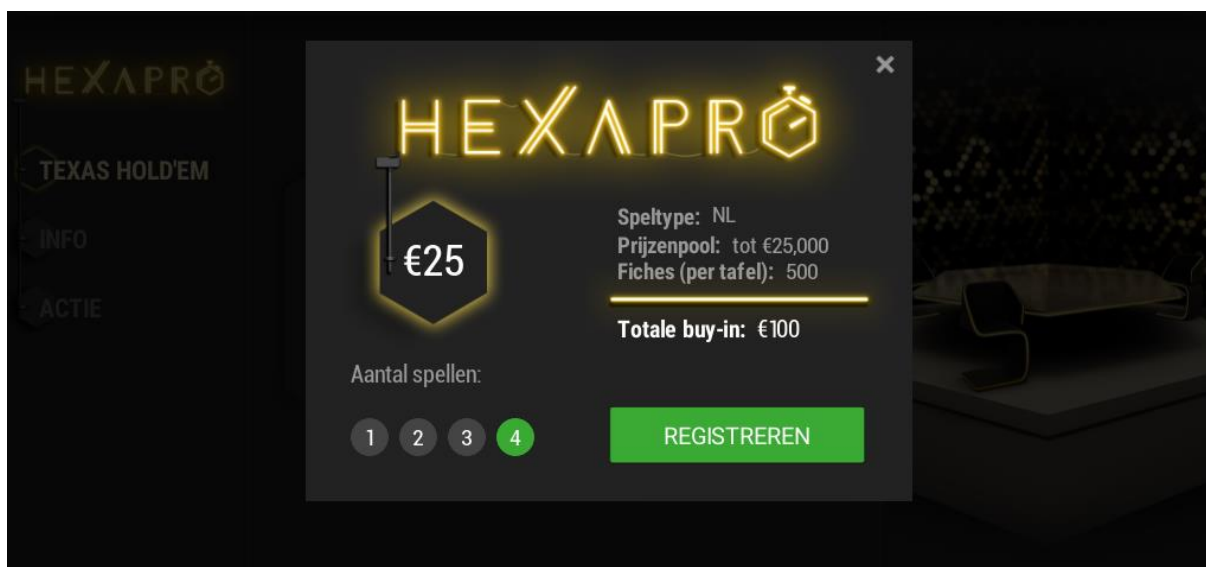 HEXAPRO
TEXAS HOLD'EM
INFO
ACTIE
×
HEXAPRO
€25
Speltype: NL
Prijzenpool: tot €25,000
Fiches (per tafel): 500
Totale buy-in: €100
Aantal spellen:
1 2 3 4
REGISTREREN